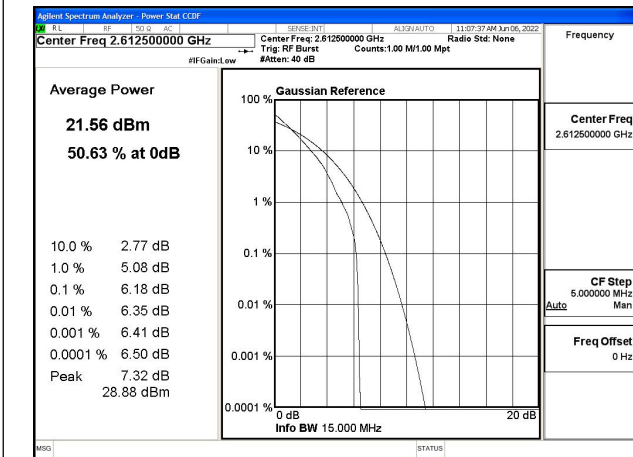 Agilent Spectrum Analyzer - Power Stat CCDF
RL RF 50 Ω AC SENSE:INT ALIGNAUTO 11:07:37 AM Jun 06, 2022
Center Freq 2.612500000 GHz
Center Freq: 2.612500000 GHz Radio Std: None
Trig: RF Burst Counts:1.00 M/1.00 Mpt
#IFGain:Low #Atten: 40 dB
Frequency
Average Power
21.56 dBm
50.63 % at 0dB
10.0 % 2.77 dB
1.0 % 5.08 dB
0.1 % 6.18 dB
0.01 % 6.35 dB
0.001 % 6.41 dB
0.0001 % 6.50 dB
Peak 7.32 dB
28.88 dBm
Gaussian Reference
100 %
10 %
1 %
0.1 %
0.01 %
0.001 %
0.0001 %
0 dB 20 dB
Info BW 15.000 MHz
Center Freq
2.612500000 GHz
CF Step
5.000000 MHz
Auto Man
Freq Offset
0 Hz
MSG STATUS